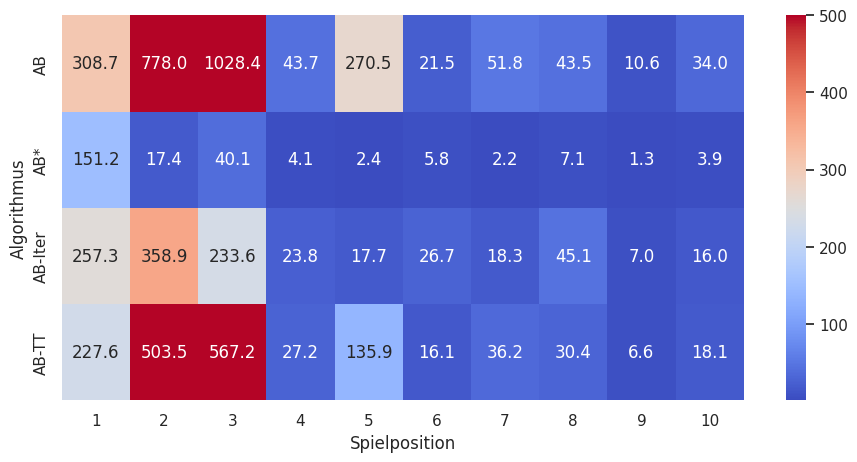 AB 308.7 778.0 1028.4 43.7 270.5 21.5 51.8 43.5 10.6 34.0
AB* 151.2 17.4 40.1 4.1 2.4 5.8 2.2 7.1 1.3 3.9
AB-Iter 257.3 358.9 233.6 23.8 17.7 26.7 18.3 45.1 7.0 16.0
AB-TT 227.6 503.5 567.2 27.2 135.9 16.1 36.2 30.4 6.6 18.1
1 2 3 4 5 6 7 8 9 10
Spielposition
Algorithmus
500
400
300
200
100